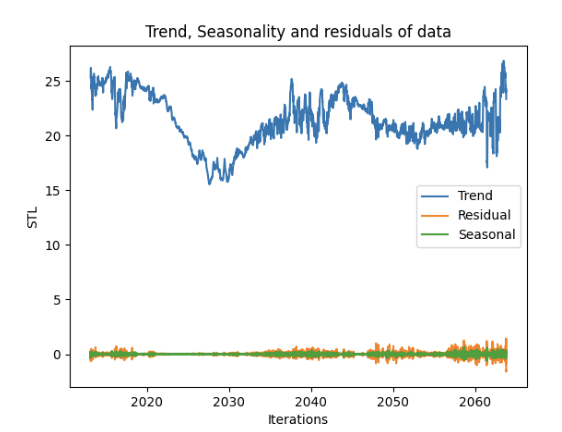 Trend, Seasonality and residuals of data
STL
25
20
15
10
5
0
Trend
Residual
Seasonal
2020
2030
2040
2050
2060
Iterations